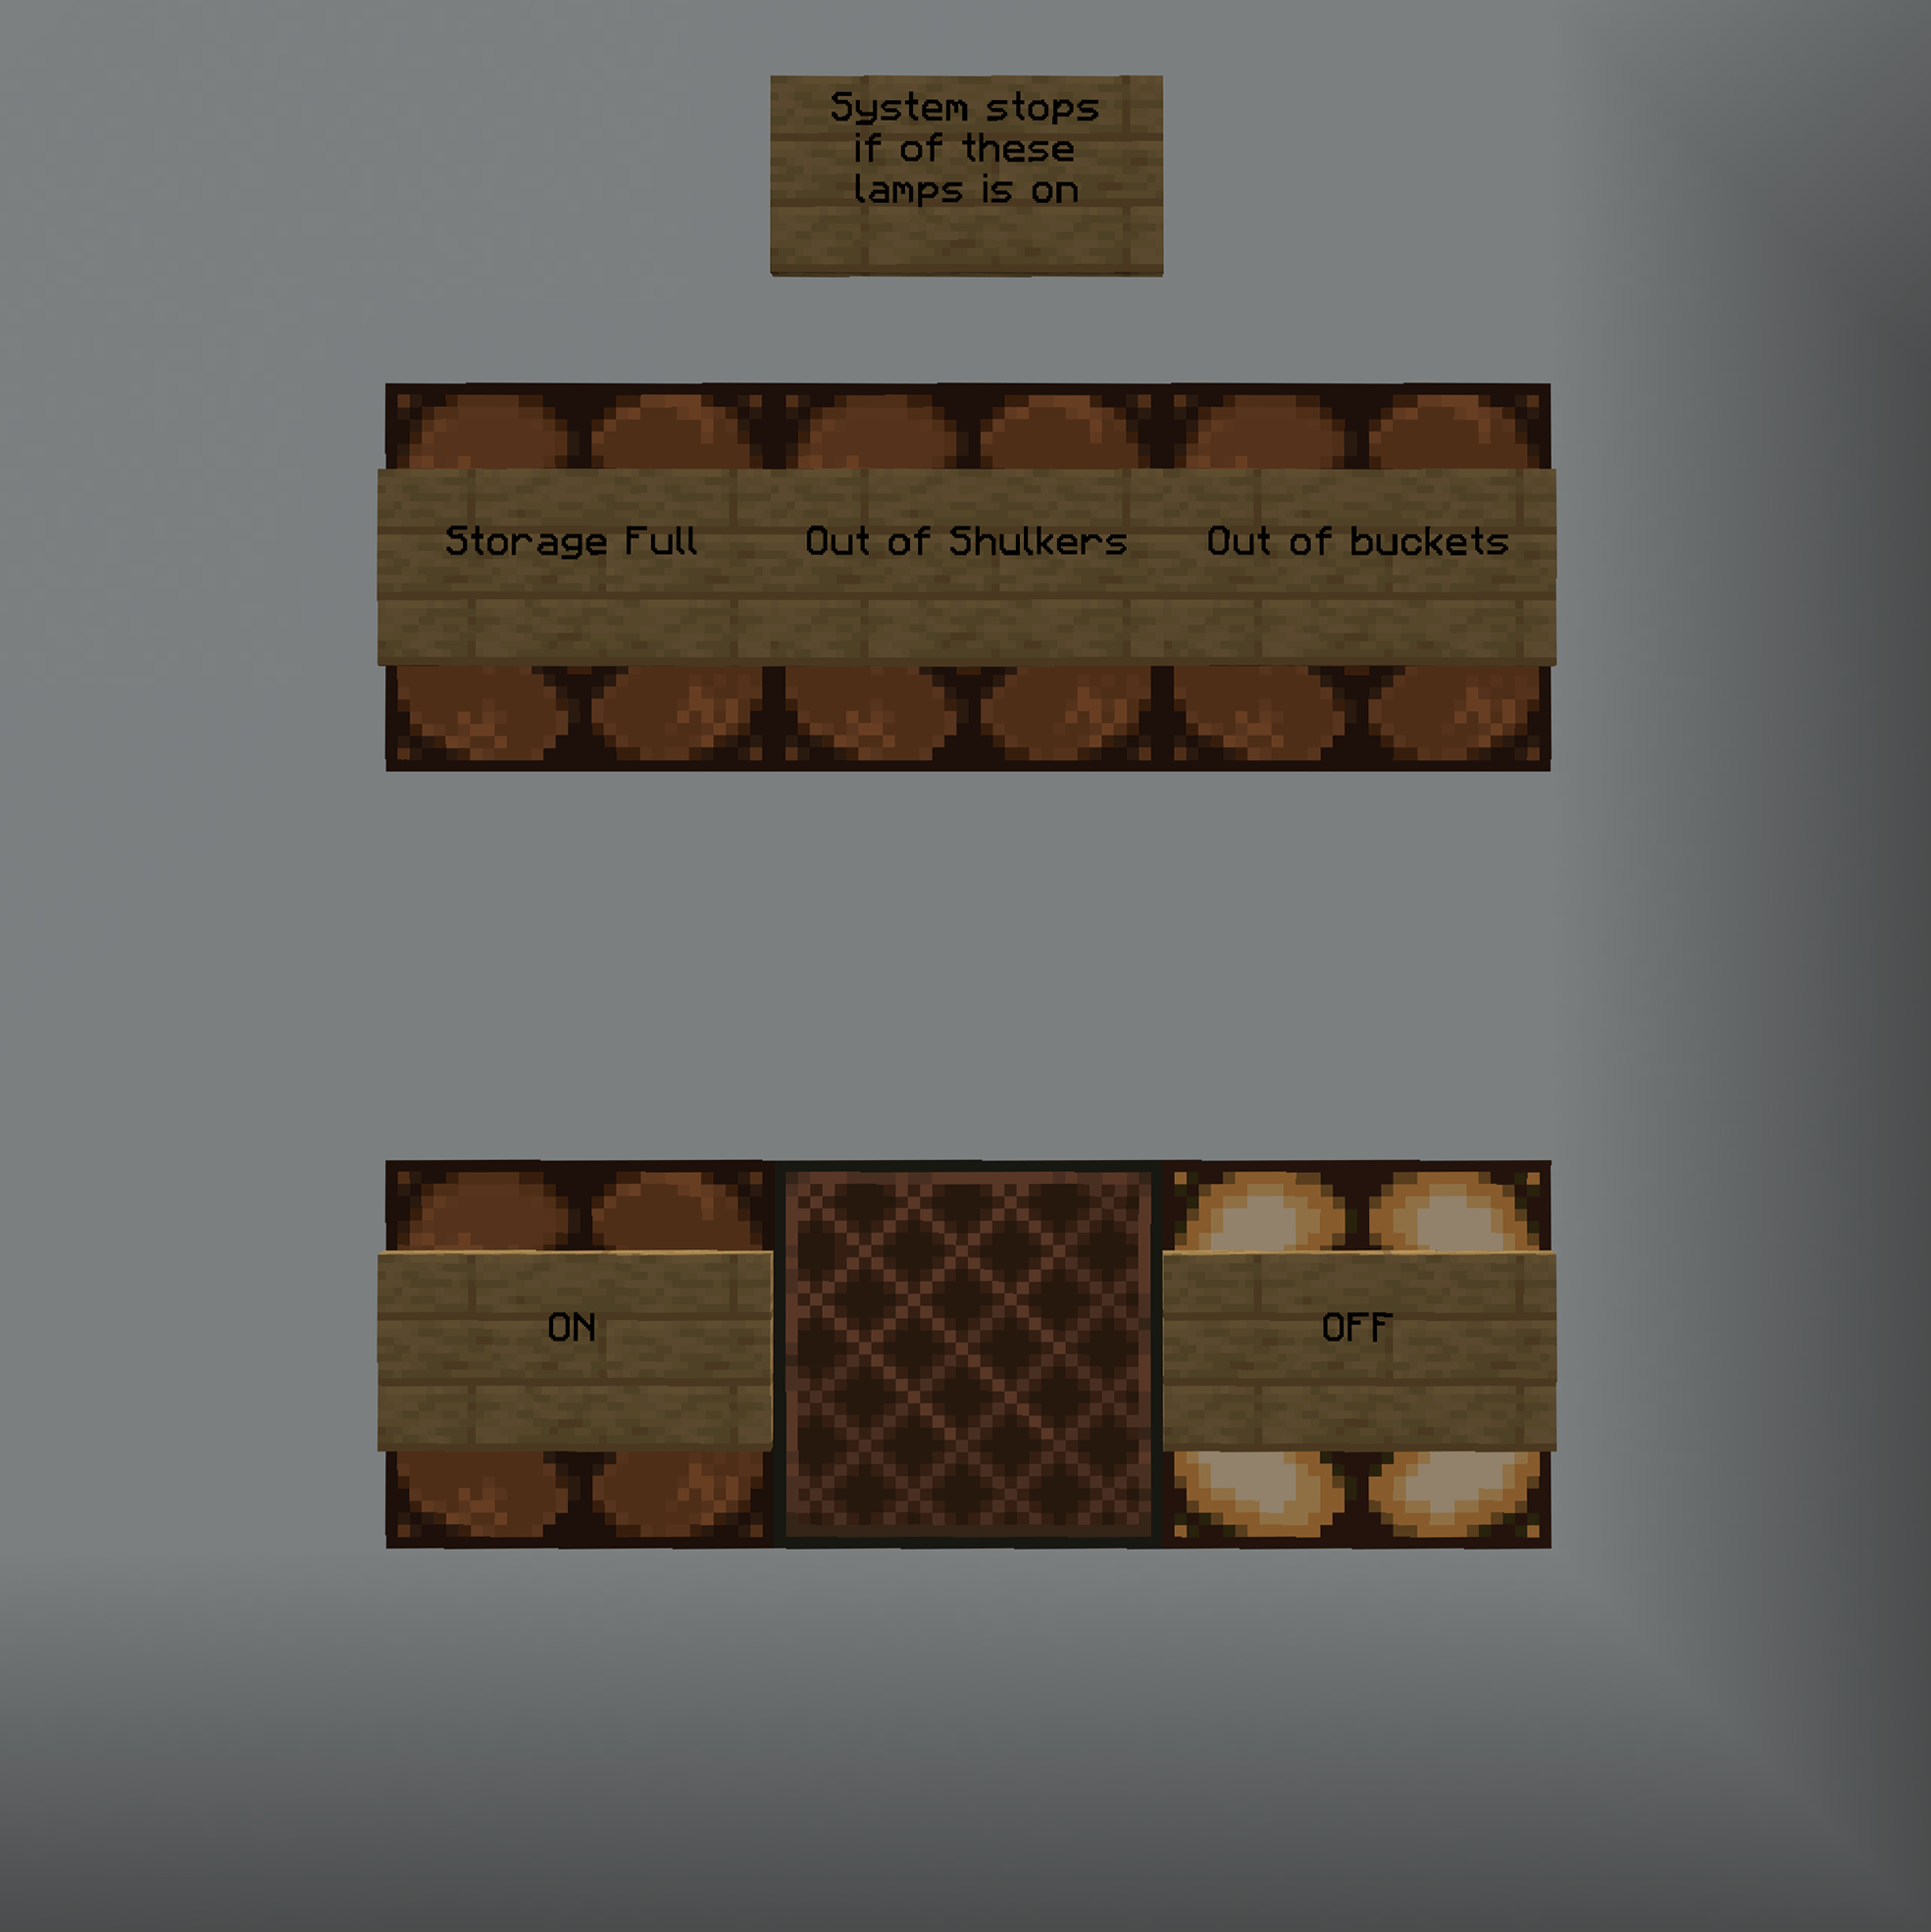 System stops
if of these
lamps is on
Storage Full
Out of Shulkers
Out of buckets
ON
OFF